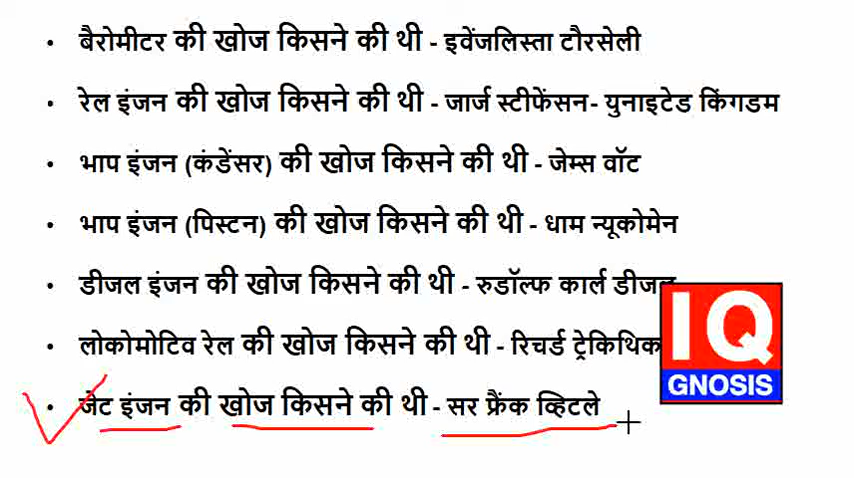 • बैरोमीटर की खोज किसने की थी - इवेंजलिस्ता टौरसेली
• रेल इंजन की खोज किसने की थी - जार्ज स्टीफेंसन- युनाइटेड किंगडम
• भाप इंजन (कंडेंसर) की खोज किसने की थी - जेम्स वॉट
• भाप इंजन (पिस्टन) की खोज किसने की थी - धाम न्यूकोमेन
• डीजल इंजन की खोज किसने की थी - रुडॉल्फ कार्ल डीजल
• लोकोमोटिव रेल की खोज किसने की थी - रिचर्ड ट्रेकिथिक
• जेट इंजन की खोज किसने की थी - सर फ्रैंक व्हिटले
IQ
GNOSIS